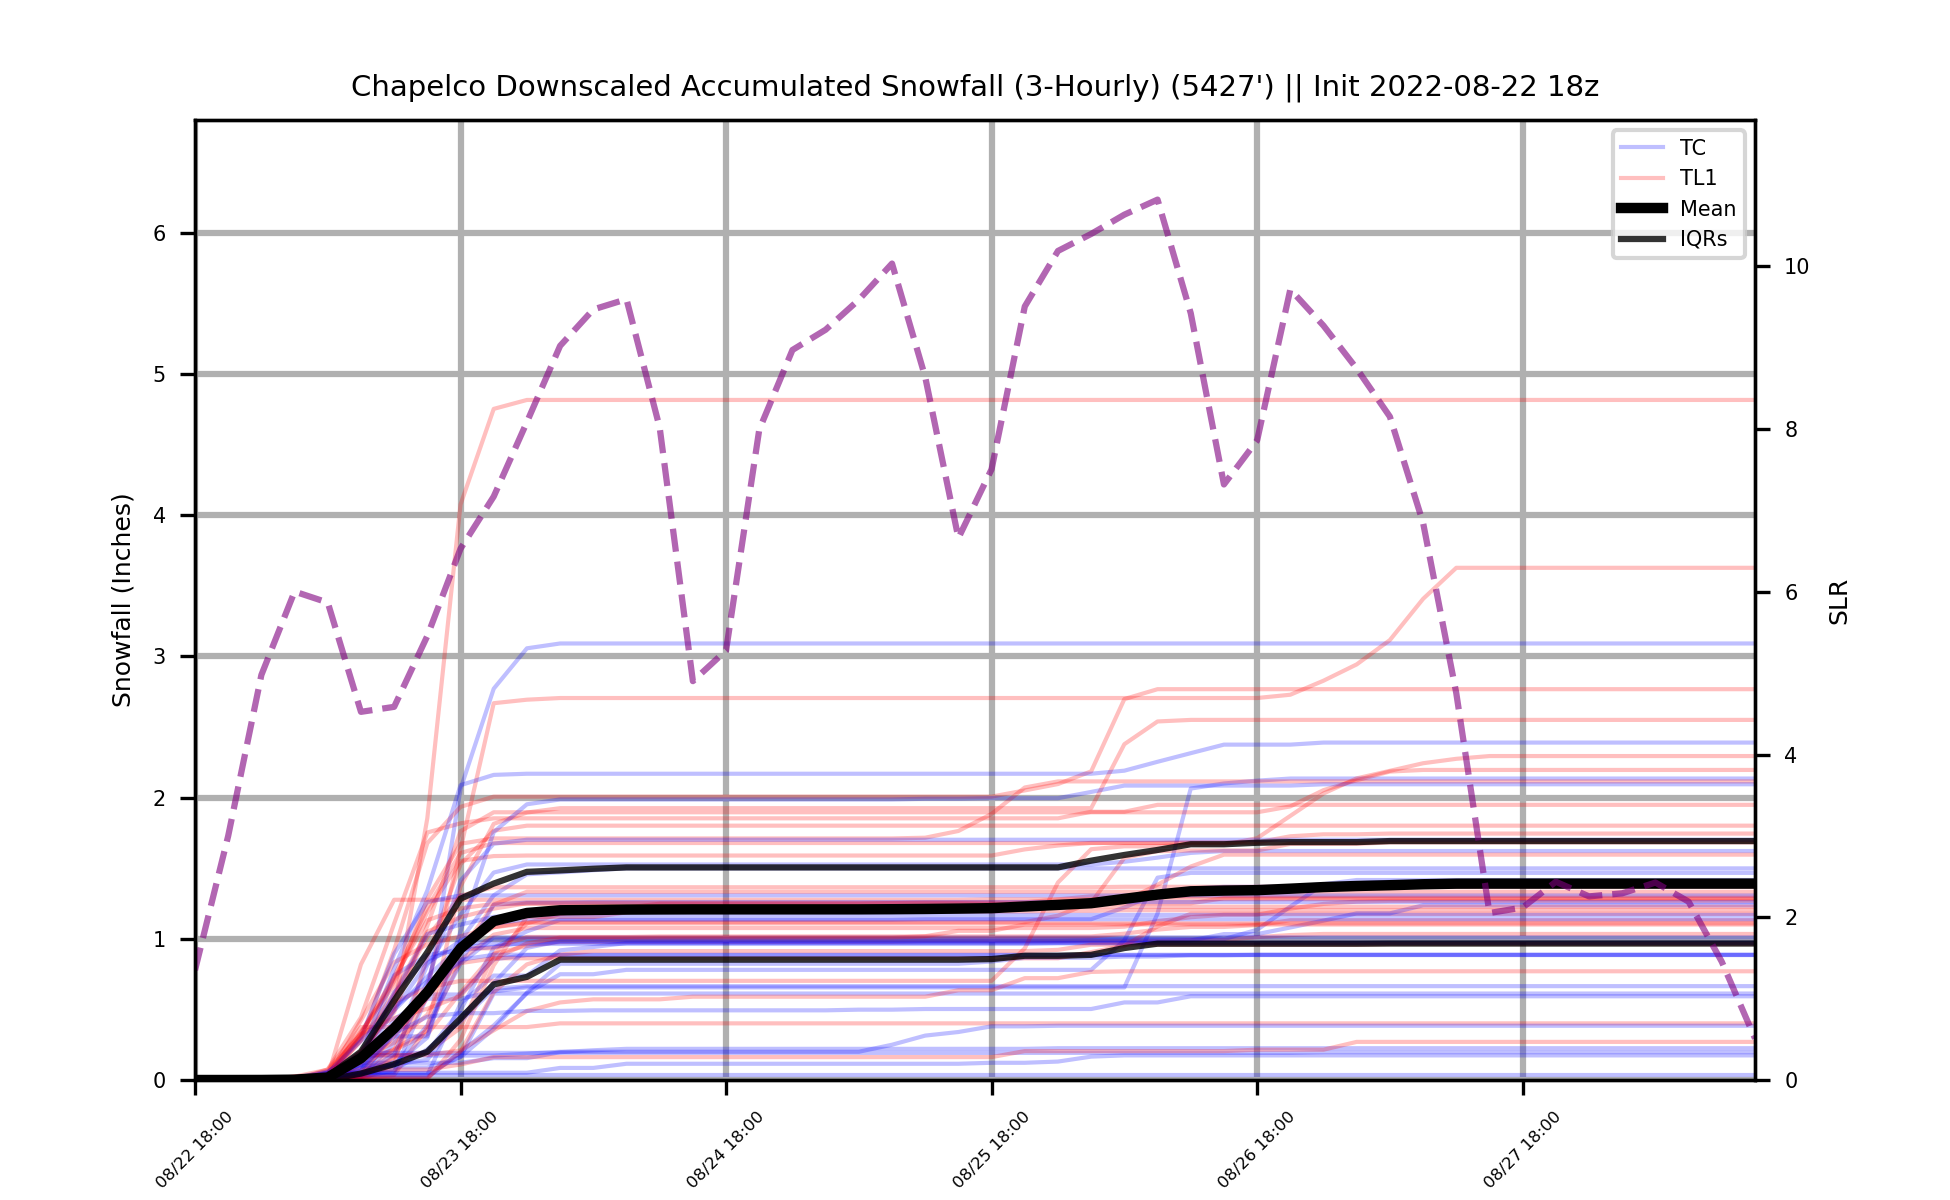 Chapelco Downscaled Accumulated Snowfall (3-Hourly) (5427') || Init 2022-08-22 18z
TC
TL1
Mean
IQRs
Snowfall (Inches)
6
5
4
3
2
1
0
SLR
10
8
6
4
2
0
08/22 18:00
08/23 18:00
08/24 18:00
08/25 18:00
08/26 18:00
08/27 18:00